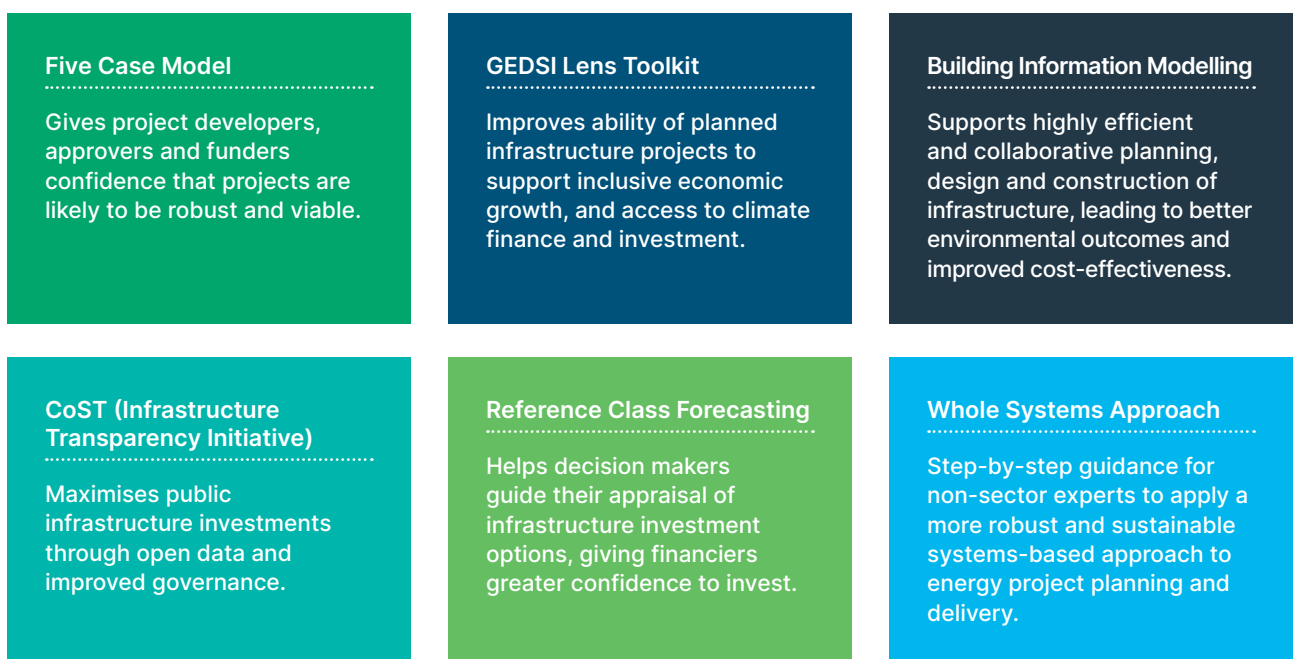 Five Case Model
Gives project developers,
approvers and funders
confidence that projects are
likely to be robust and viable.
GEDSI Lens Toolkit
Improves ability of planned
infrastructure projects to
support inclusive economic
growth, and access to climate
finance and investment.
Building Information Modelling
Supports highly efficient
and collaborative planning,
design and construction of
infrastructure, leading to better
environmental outcomes and
improved cost-effectiveness.
CoST (Infrastructure
Transparency Initiative)
Maximises public
infrastructure investments
through open data and
improved governance.
Reference Class Forecasting
Helps decision makers
guide their appraisal of
infrastructure investment
options, giving financiers
greater confidence to invest.
Whole Systems Approach
Step-by-step guidance for
non-sector experts to apply a
more robust and sustainable
systems-based approach to
energy project planning and
delivery.